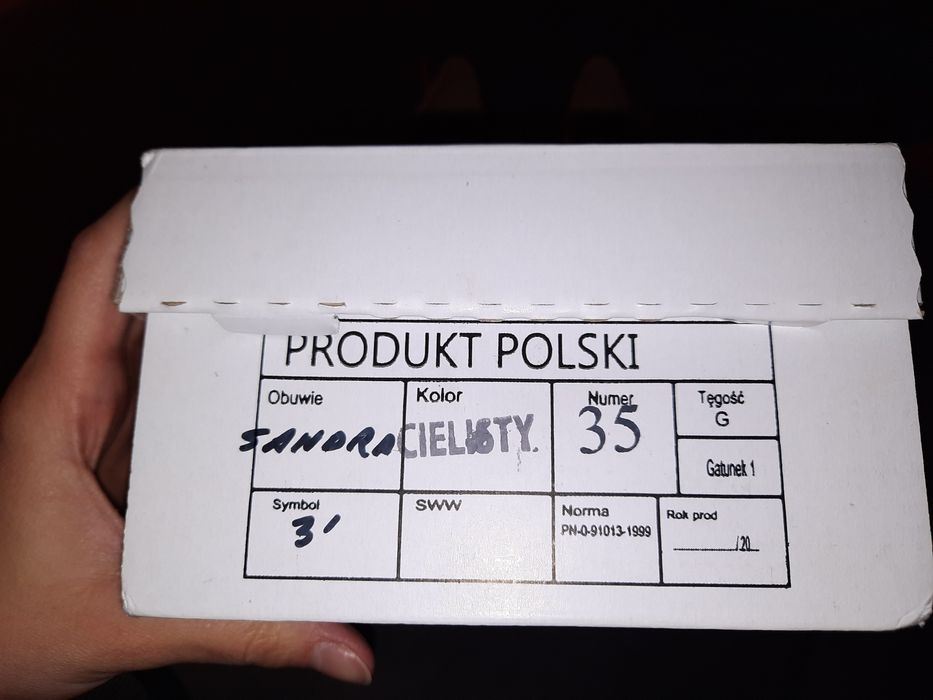 PRODUKT POLSKI
Obuwie
SANDRA
Kolor
CIELISTY.
Numer
35
Tęgość
G
Gatunek 1
Symbol
3'
SWW
Norma
PN-0-91013-1999
Rok prod
/20